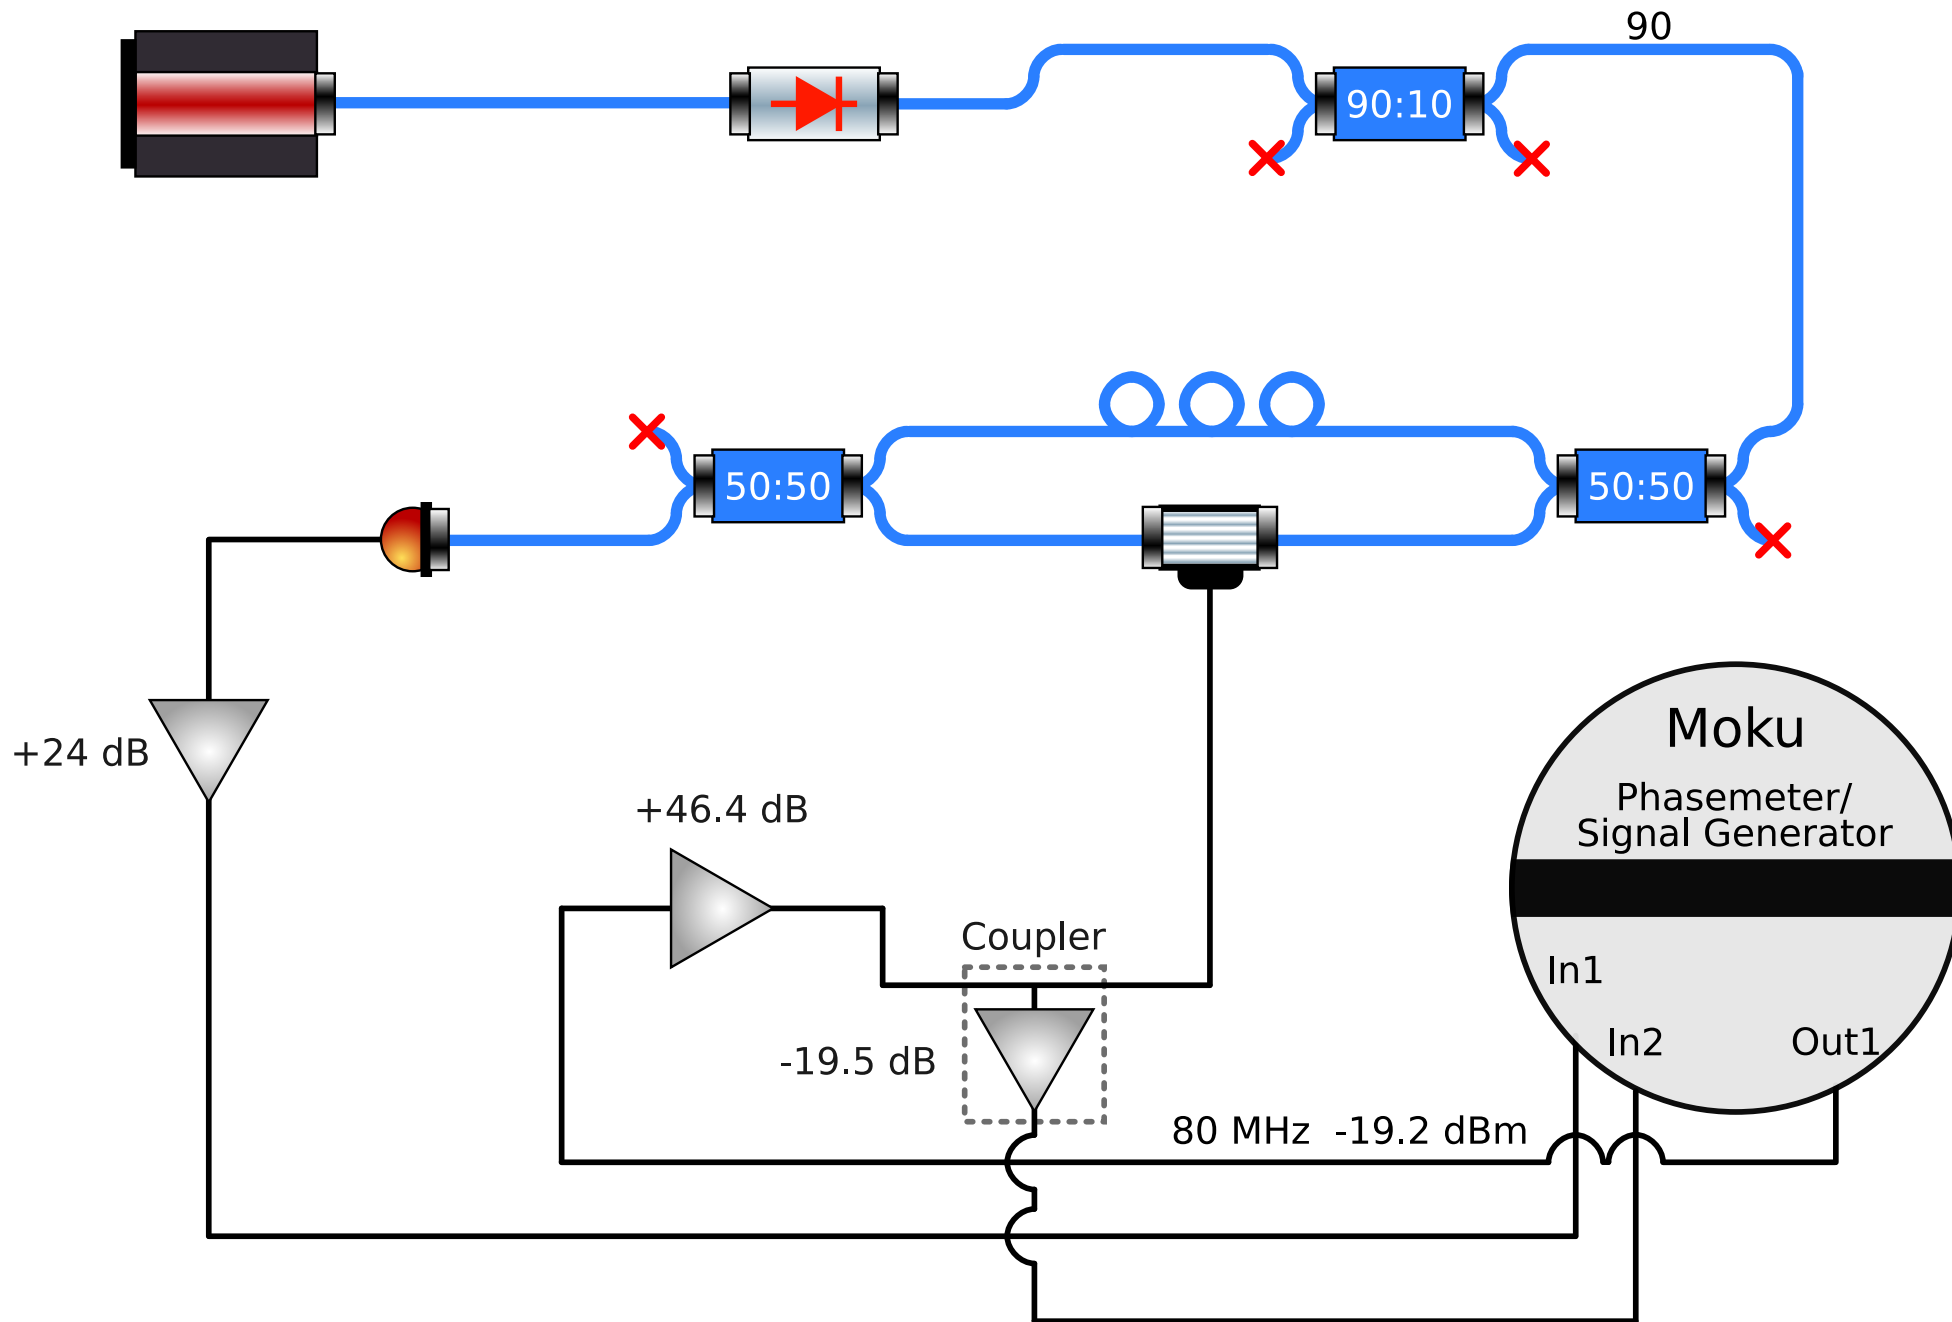 90
90:10
50:50
50:50
Moku
+24 dB
Phasemeter/
Signal Generator
+46.4 dB
Coupler
In1
-19.5 dB
In2
Out1
80 MHz -19.2 dBm